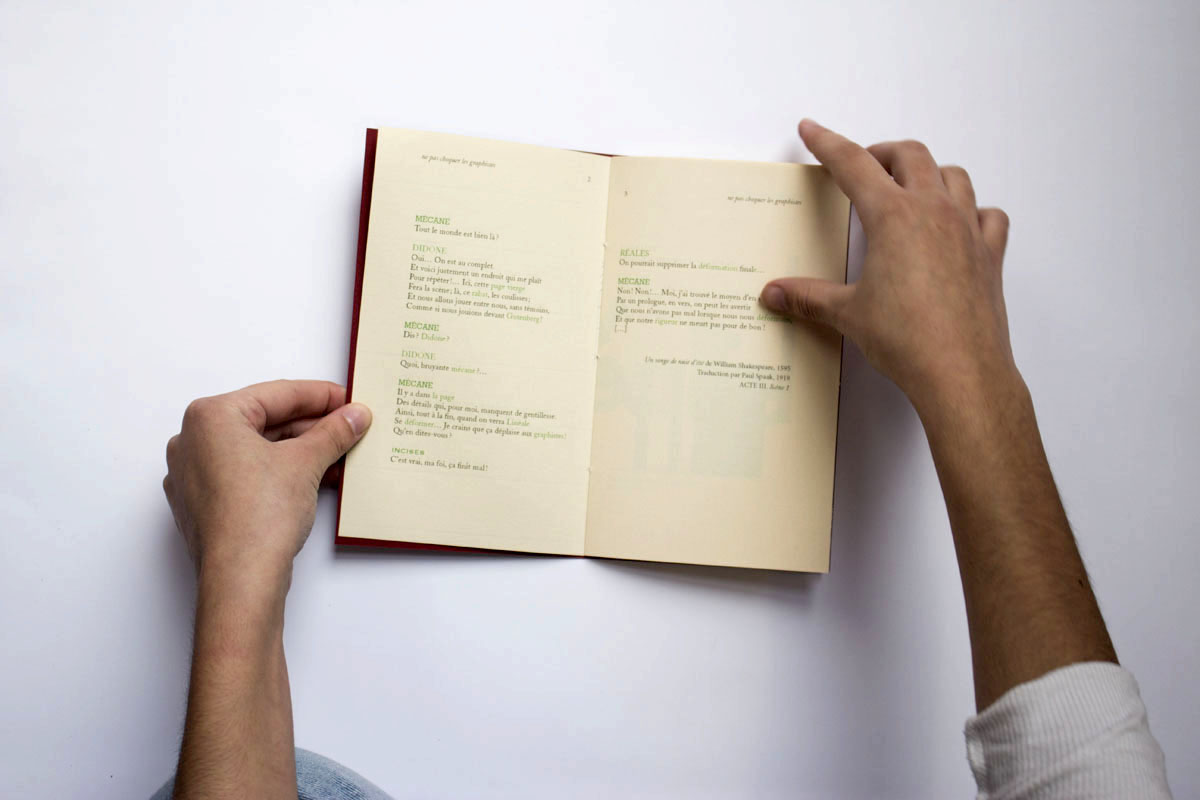 ne pas choquer les graphistes
2
MÉCANE
Tout le monde est bien là ?
DIDONE
Oui… On est au complet.
Et voici justement un endroit qui me plaît
Pour répéter !… Ici, cette page vierge
Fera la scène ; là, ce rabat, les coulisses ;
Et nous allons jouer entre nous, sans témoins,
Comme si nous jouions devant Gutenberg !
MÉCANE
Dis ? Didone ?
DIDONE
Quoi, bruyante mécane ?…
MÉCANE
Il y a dans la page
Des détails qui, pour moi, manquent de gentillesse.
Ainsi, tout à la fin, quand on verra Linéale
Se déformer… Je crains que ça déplaise aux graphistes !
Qu'en dites-vous ?
INCISES
C'est vrai, ma foi, ça finit mal !
3
ne pas choquer les graphistes
RÉALES
On pourrait supprimer la déformation finale…
MÉCANE
Non ! Non !… Moi, j'ai trouvé le moyen d'en
Par un prologue, en vers, on peut les avertir
Que nous n'avons pas mal lorsque nous nous
Et que notre zigueur ne meurt pas pour de bon !
[…]
Un songe de nuit d'été de William Shakespeare, 1595
Traduction par Paul Spaak, 1919
ACTE III. Scène I